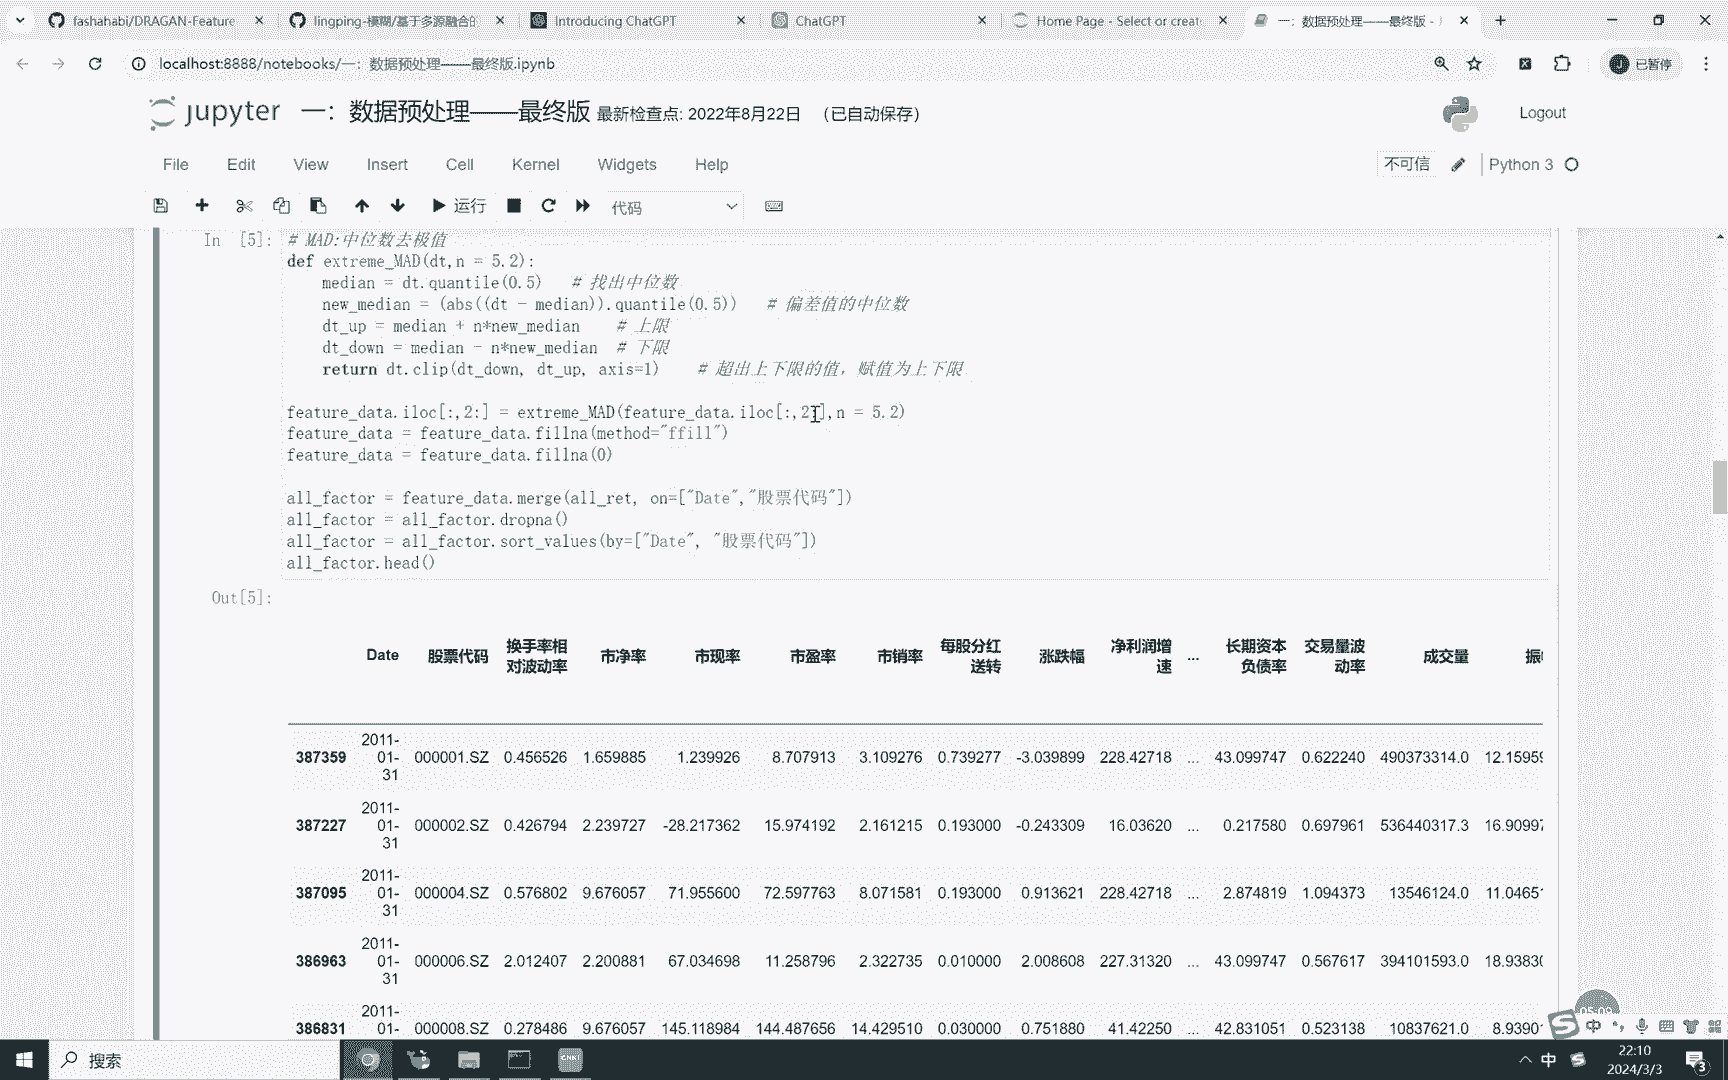 fashahabi/DRAGAN-Feature
lingping-模糊/基于多源融合的
Introducing ChatGPT
ChatGPT
Home Page - Select or creat
一：数据预处理——最终版 -
localhost:8888/notebooks/一：数据预处理——最终版.ipynb
已暂停
jupyter 一：数据预处理——最终版 最新检查点: 2022年8月22日 （已自动保存）
Logout
File Edit View Insert Cell Kernel Widgets Help
不可信 Python 3
运行 代码
In [5]:
# MAD:中位数去极值
def extreme_MAD(dt,n = 5.2):
median = dt.quantile(0.5) # 找出中位数
new_median = (abs((dt - median)).quantile(0.5)) # 偏差值的中位数
dt_up = median + n*new_median # 上限
dt_down = median - n*new_median # 下限
return dt.clip(dt_down, dt_up, axis=1) # 超出上下限的值，赋值为上下限
feature_data.iloc[:,2:] = extreme_MAD(feature_data.iloc[:,2:],n = 5.2)
feature_data = feature_data.fillna(method="ffill")
feature_data = feature_data.fillna(0)
all_factor = feature_data.merge(all_ret, on=["Date","股票代码"])
all_factor = all_factor.dropna()
all_factor = all_factor.sort_values(by=["Date", "股票代码"])
all_factor.head()
Out[5]:
Date 股票代码 换手率相对波动率 市净率 市现率 市盈率 市销率 每股分红送转 涨跌幅 净利润增速 ... 长期资本负债率 交易量波动率 成交量 振
387359 2011-01-31 000001.SZ 0.456526 1.659885 1.239926 8.707913 3.109276 0.739277 -3.039899 228.42718 ... 43.099747 0.622240 490373314.0 12.15959
387227 2011-01-31 000002.SZ 0.426794 2.239727 -28.217362 15.974192 2.161215 0.193000 -0.243309 16.03620 ... 0.217580 0.697961 536440317.3 16.90997
387095 2011-01-31 000004.SZ 0.576802 9.676057 71.955600 72.597763 8.071581 0.193000 0.913621 228.42718 ... 2.874819 1.094373 13546124.0 11.04651
386963 2011-01-31 000006.SZ 2.012407 2.200881 67.034698 11.258796 2.322735 0.010000 2.008608 227.31320 ... 43.099747 0.567617 394101593.0 18.93830
386831 2011-01- 000008.SZ 0.278486 9.676057 145.118984 144.487656 14.429510 0.030000 0.751880 41.42250 ... 42.831051 0.523138 10837621.0 8.9390
中
搜索
CNKI
中
22:10
2024/3/3
3